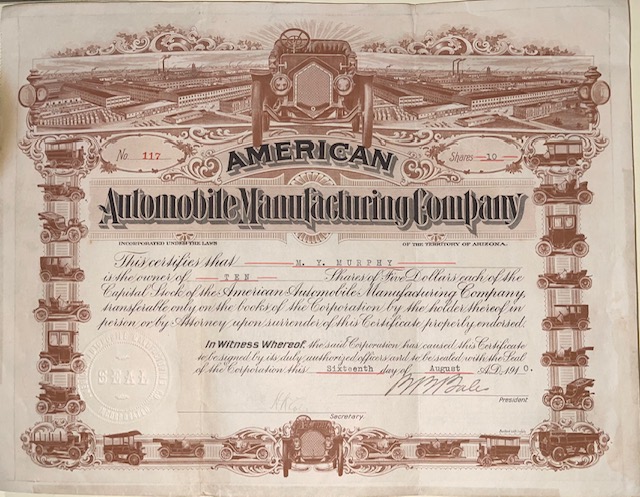 No. 117
Shares -10-
AMERICAN
Automobile Manufacturing Company
INCORPORATED UNDER THE LAWS OF THE TERRITORY OF ARIZONA.
This certifies that M. Y. MURPHY
is the owner of TEN Shares of Five Dollars each of the
Capital Stock of the American Automobile Manufacturing Company,
transferable only on the books of the Corporation by the holder thereof in
person or by Attorney upon surrender of this Certificate properly endorsed.
In Witness Whereof, the said Corporation has caused this Certificate
to be signed by its duly authorized officers and to be sealed with the Seal
of the Corporation this Sixteenth day of August A.D. 1910.
President
Secretary.
SEAL